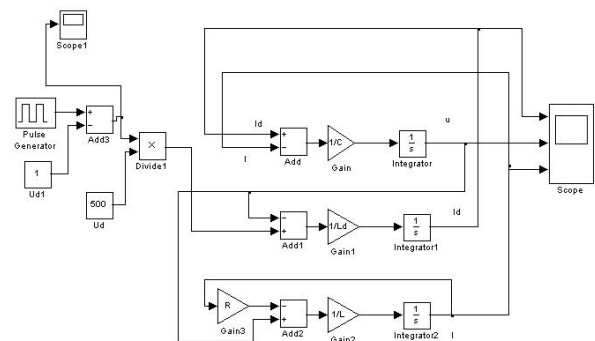 Scope1
Pulse
Generator
+
−
Add3
1
Ud1
500
Ud
×
Divide1
Id
I
+
−
Add
1/C
Gain
1
s
Integrator
u
Scope
−
+
Add1
1/Ld
Gain1
1
s
Integrator1
Id
R
Gain3
−
+
Add2
1/L
Gain2
1
s
Integrator2
I